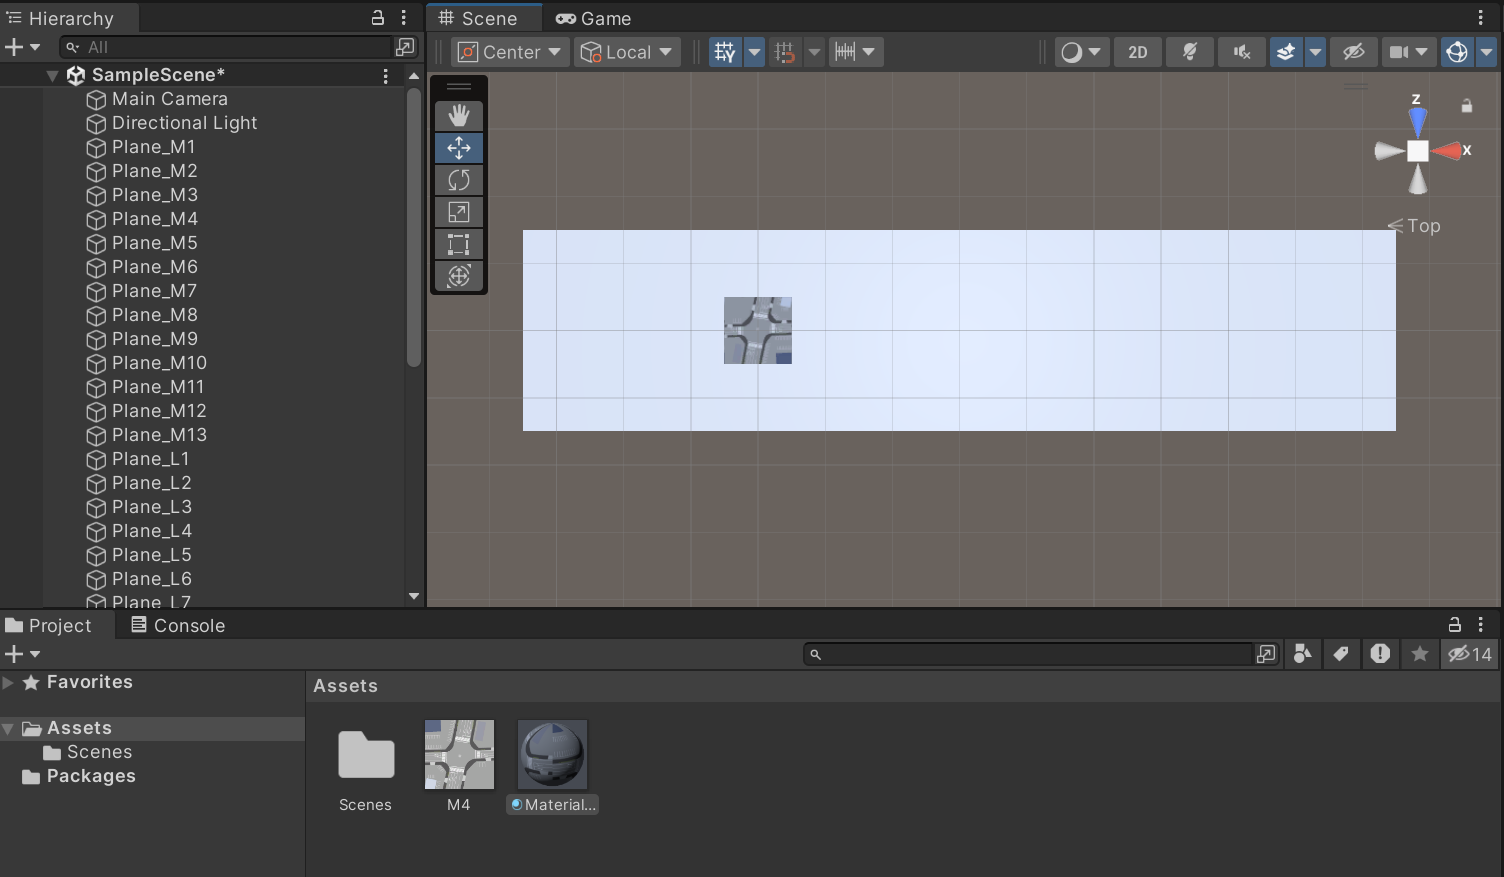 Hierarchy
All
SampleScene*
Main Camera
Directional Light
Plane_M1
Plane_M2
Plane_M3
Plane_M4
Plane_M5
Plane_M6
Plane_M7
Plane_M8
Plane_M9
Plane_M10
Plane_M11
Plane_M12
Plane_M13
Plane_L1
Plane_L2
Plane_L3
Plane_L4
Plane_L5
Plane_L6
Plane_L7
Scene Game
Center Local 2D
Z
X
Top
Project Console
14
Favorites
Assets
Scenes
Packages
Assets
Scenes M4 Material...